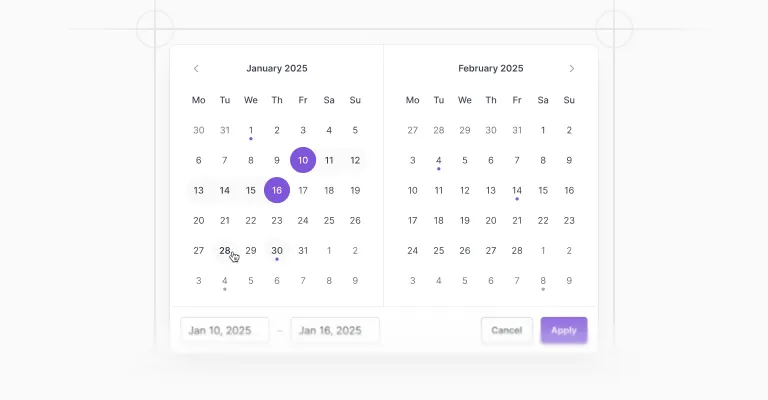 January 2025 February 2025
Mo Tu We Th Fr Sa Su Mo Tu We Th Fr Sa Su
30 31 1 2 3 4 5 27 28 29 30 31 1 2
6 7 8 9 10 11 12 3 4 5 6 7 8 9
13 14 15 16 17 18 19 10 11 12 13 14 15 16
20 21 22 23 24 25 26 17 18 19 20 21 22 23
27 28 29 30 31 1 2 24 25 26 27 28 1 2
3 4 5 6 7 8 9 3 4 5 6 7 8 9
Jan 10, 2025 – Jan 16, 2025 Cancel Apply